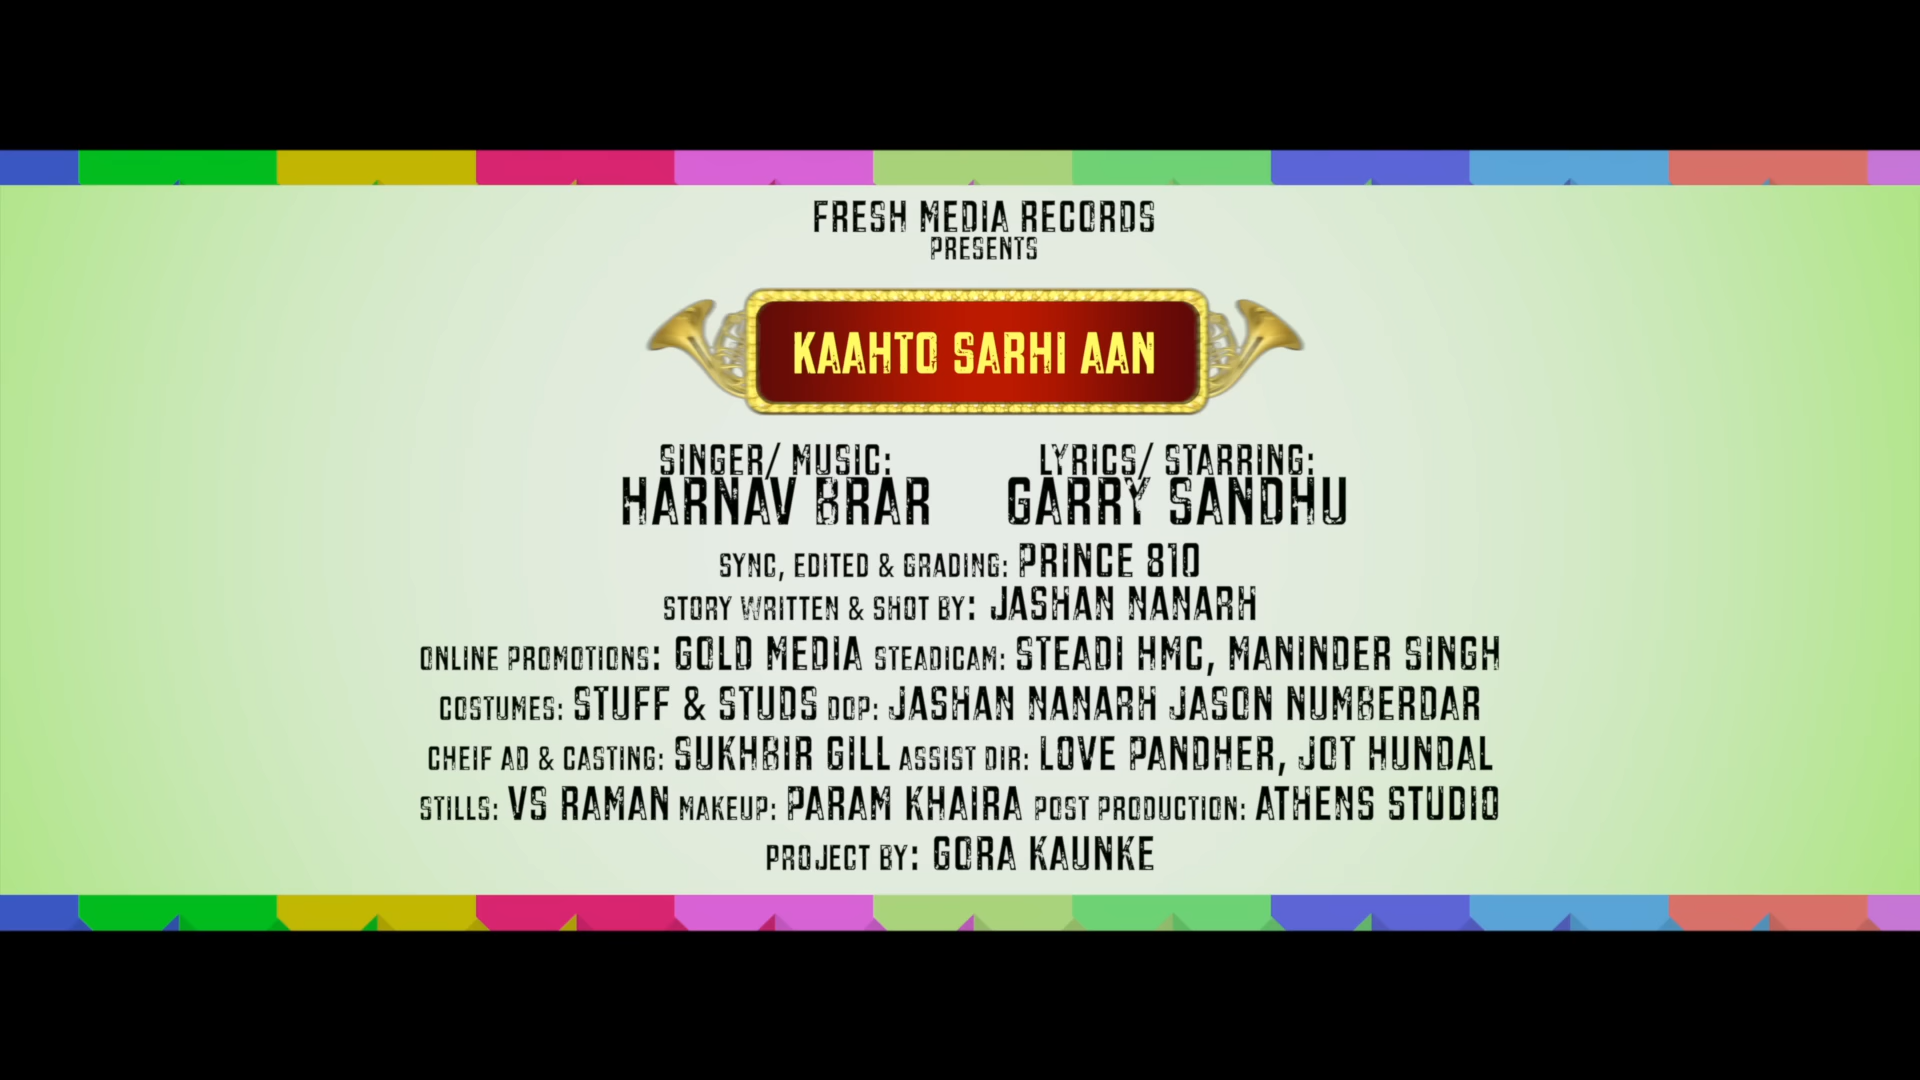 FRESH MEDIA RECORDS
PRESENTS
KAAHTO SARHI AAN
SINGER/ MUSIC: LYRICS/ STARRING:
HARNAV BRAR GARRY SANDHU
SYNC, EDITED & GRADING: PRINCE 810
STORY WRITTEN & SHOT BY: JASHAN NANARH
ONLINE PROMOTIONS: GOLD MEDIA STEADICAM: STEADI HMC, MANINDER SINGH
COSTUMES: STUFF & STUDS DOP: JASHAN NANARH JASON NUMBERDAR
CHEIF AD & CASTING: SUKHBIR GILL ASSIST DIR: LOVE PANDHER, JOT HUNDAL
STILLS: VS RAMAN MAKEUP: PARAM KHAIRA POST PRODUCTION: ATHENS STUDIO
PROJECT BY: GORA KAUNKE